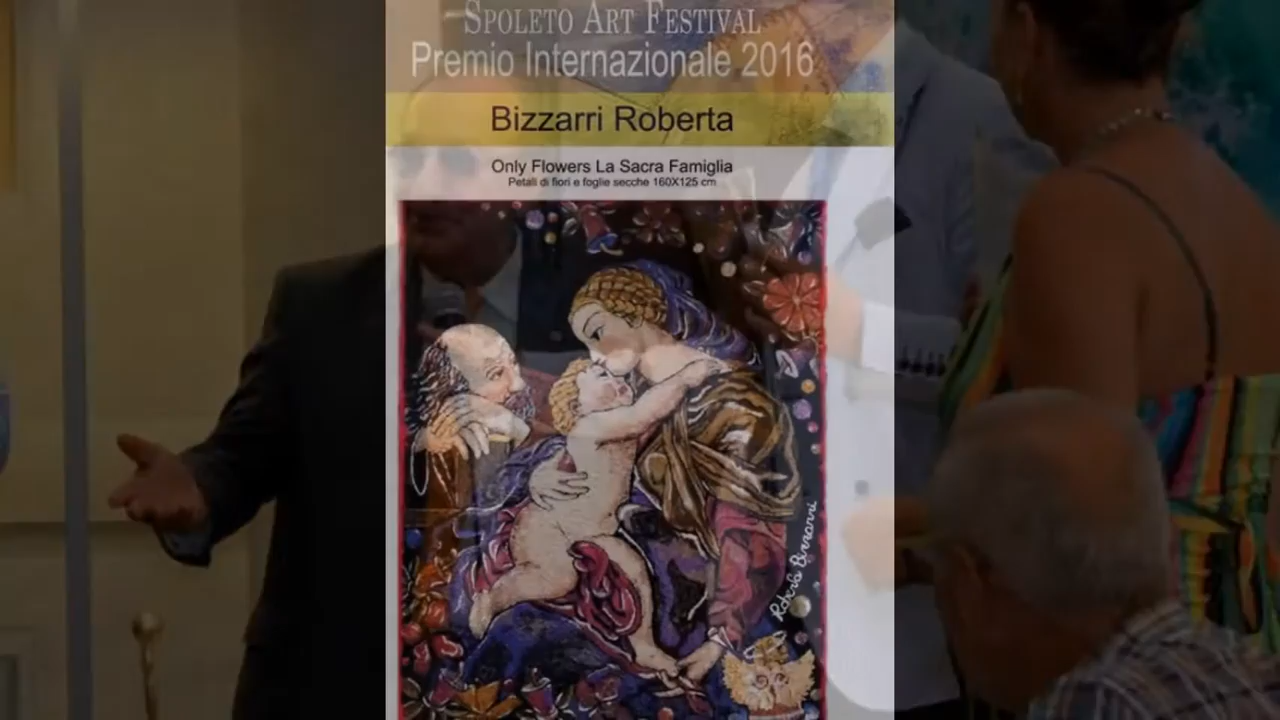 SPOLETO ART FESTIVAL
Premio Internazionale 2016
Bizzarri Roberta
Only Flowers La Sacra Famiglia
Petali di fiori e foglie secche 160X125 cm
Roberta Bizzarri